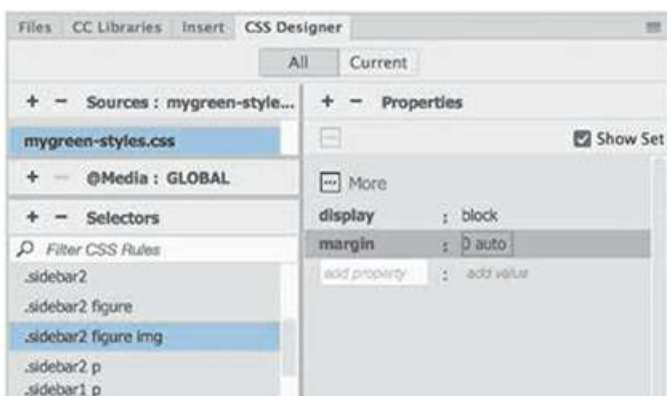 Files CC Libraries Insert CSS Designer
All Current
+ - Sources : mygreen-style...
mygreen-styles.css
+ - @Media : GLOBAL
+ - Selectors
Filter CSS Rules
.sidebar2
.sidebar2 figure
.sidebar2 figure img
.sidebar2 p
.sidebar1 p
+ - Properties
Show Set
More
display : block
margin : 0 auto
add property : add value